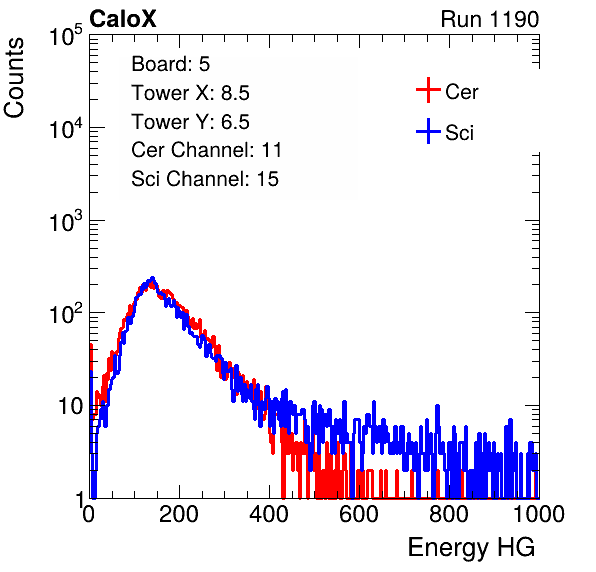 CaloX Run 1190
Counts
Board: 5
Tower X: 8.5
Tower Y: 6.5
Cer Channel: 11
Sci Channel: 15
Cer
Sci
10^5
10^4
10^3
10^2
10
1
0 200 400 600 800 1000
Energy HG